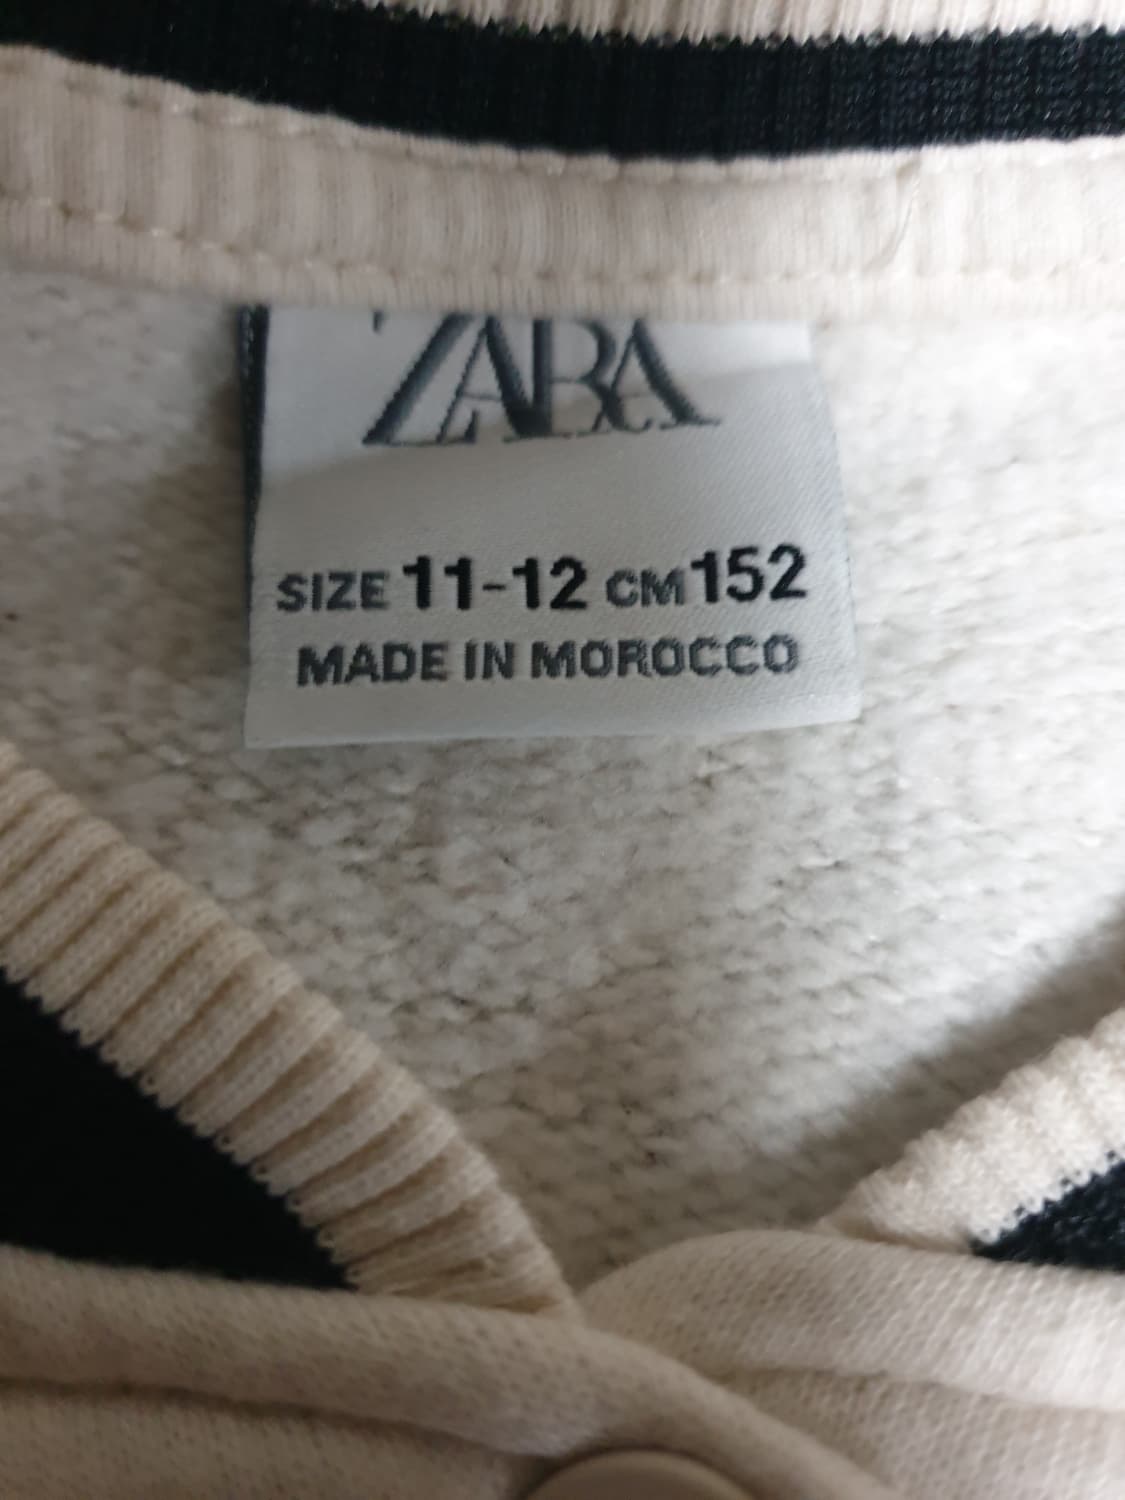 ZARA
SIZE 11-12 CM 152
MADE IN MOROCCO